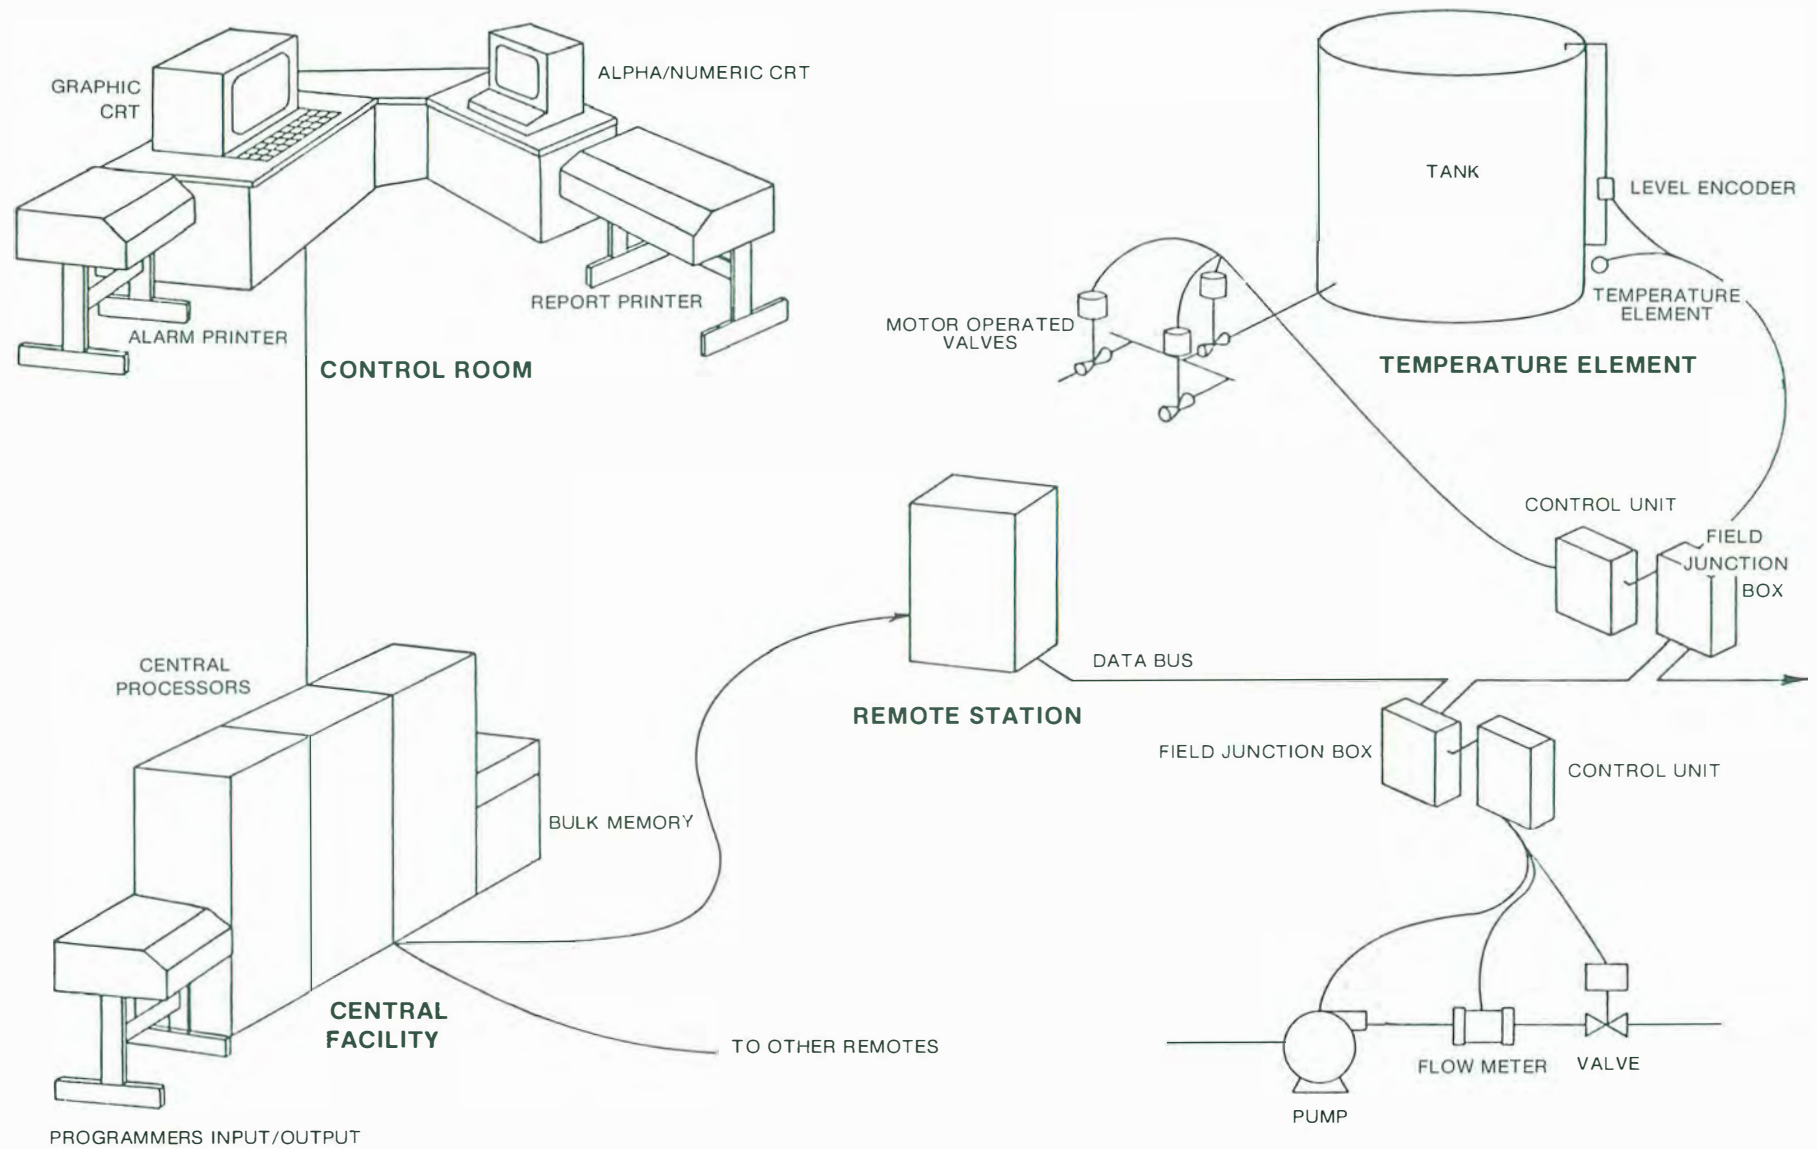 GRAPHIC
CRT
ALPHA/NUMERIC CRT
REPORT PRINTER
ALARM PRINTER
CONTROL ROOM
TANK
LEVEL ENCODER
TEMPERATURE
ELEMENT
MOTOR OPERATED
VALVES
TEMPERATURE ELEMENT
CONTROL UNIT
FIELD
JUNCTION
BOX
CENTRAL
PROCESSORS
DATA BUS
REMOTE STATION
FIELD JUNCTION BOX
CONTROL UNIT
BULK MEMORY
CENTRAL
FACILITY
TO OTHER REMOTES
FLOW METER
VALVE
PUMP
PROGRAMMERS INPUT/OUTPUT